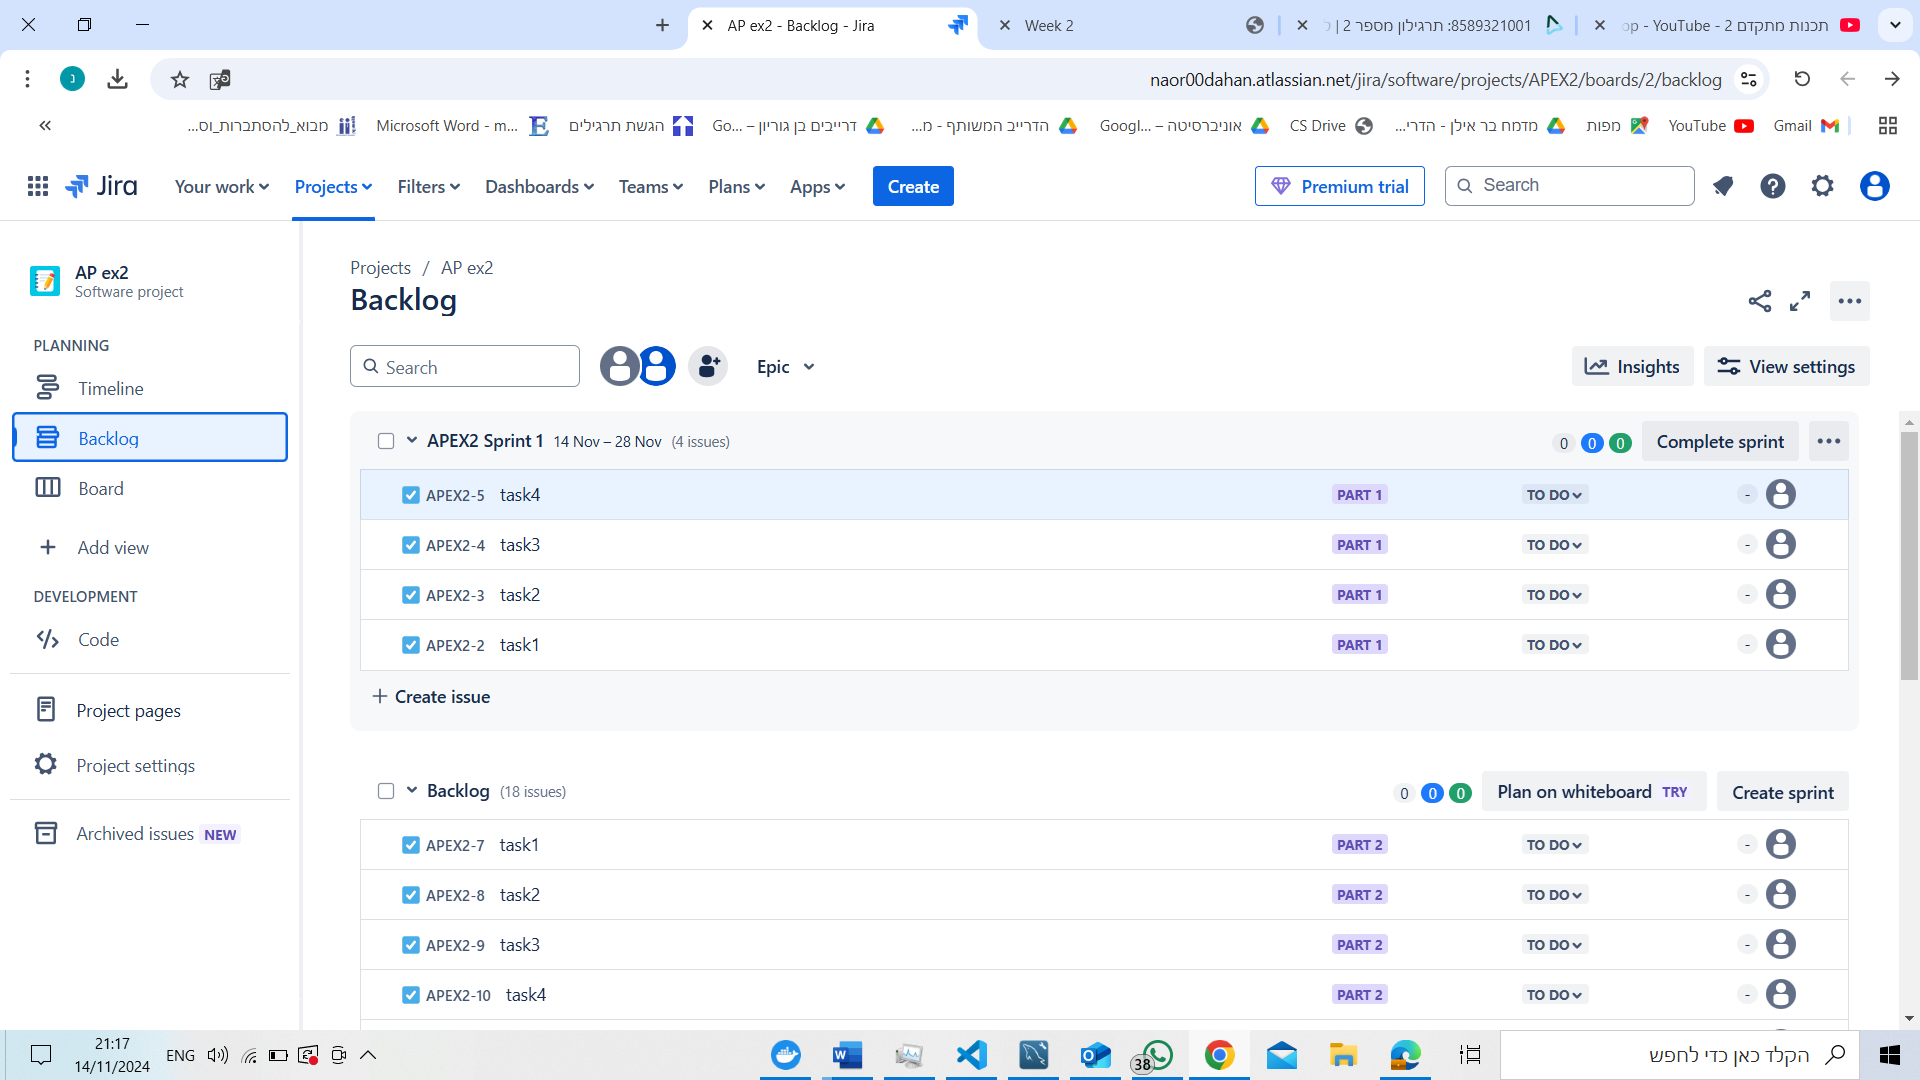 AP ex2 - Backlog - Jira
Week 2
8589321001: תרגילון מספר 2 | כ
תכנות מתקדם 2 - op - YouTube
נ
naor00dahan.atlassian.net/jira/software/projects/APEX2/boards/2/backlog
מבוא_להסתברות_וס...
Microsoft Word - m...
הגשת תרגילים
דרייבים בן גוריון – Go...
הדרייב המשותף - מ...
אוניברסיטה – Googl...
CS Drive
מדמח בר אילן - הדרי...
מפות
YouTube
Gmail
Jira
Your work
Projects
Filters
Dashboards
Teams
Plans
Apps
Create
Premium trial
Search
AP ex2
Software project
PLANNING
Timeline
Backlog
Board
Add view
DEVELOPMENT
Code
Project pages
Project settings
Archived issues NEW
Projects / AP ex2
Backlog
Search
Epic
Insights
View settings
APEX2 Sprint 1 14 Nov – 28 Nov (4 issues)
0 0 0
Complete sprint
APEX2-5 task4 PART 1 TO DO -
APEX2-4 task3 PART 1 TO DO -
APEX2-3 task2 PART 1 TO DO -
APEX2-2 task1 PART 1 TO DO -
Create issue
Backlog (18 issues)
0 0 0
Plan on whiteboard TRY
Create sprint
APEX2-7 task1 PART 2 TO DO -
APEX2-8 task2 PART 2 TO DO -
APEX2-9 task3 PART 2 TO DO -
APEX2-10 task4 PART 2 TO DO -
21:17
14/11/2024
ENG
38
הקלד כאן כדי לחפש